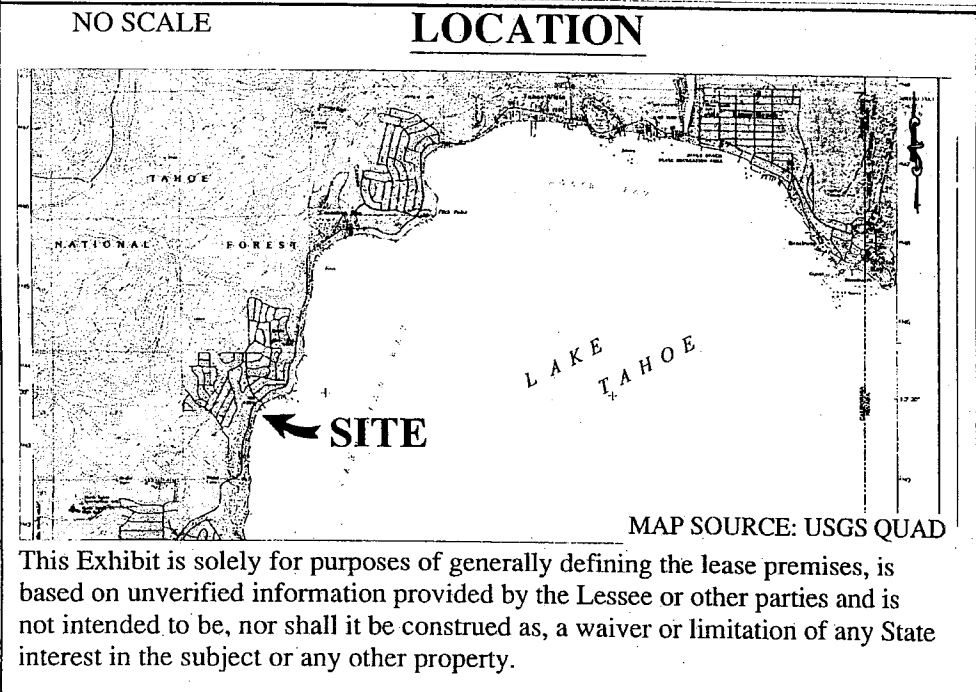 NO SCALE
LOCATION
TAHOE
NATIONAL FOREST
LAKE
TAHOE
SITE
MAP SOURCE: USGS QUAD
This Exhibit is solely for purposes of generally defining the lease premises, is
based on unverified information provided by the Lessee or other parties and is
not intended to be, nor shall it be construed as, a waiver or limitation of any State
interest in the subject or any other property.